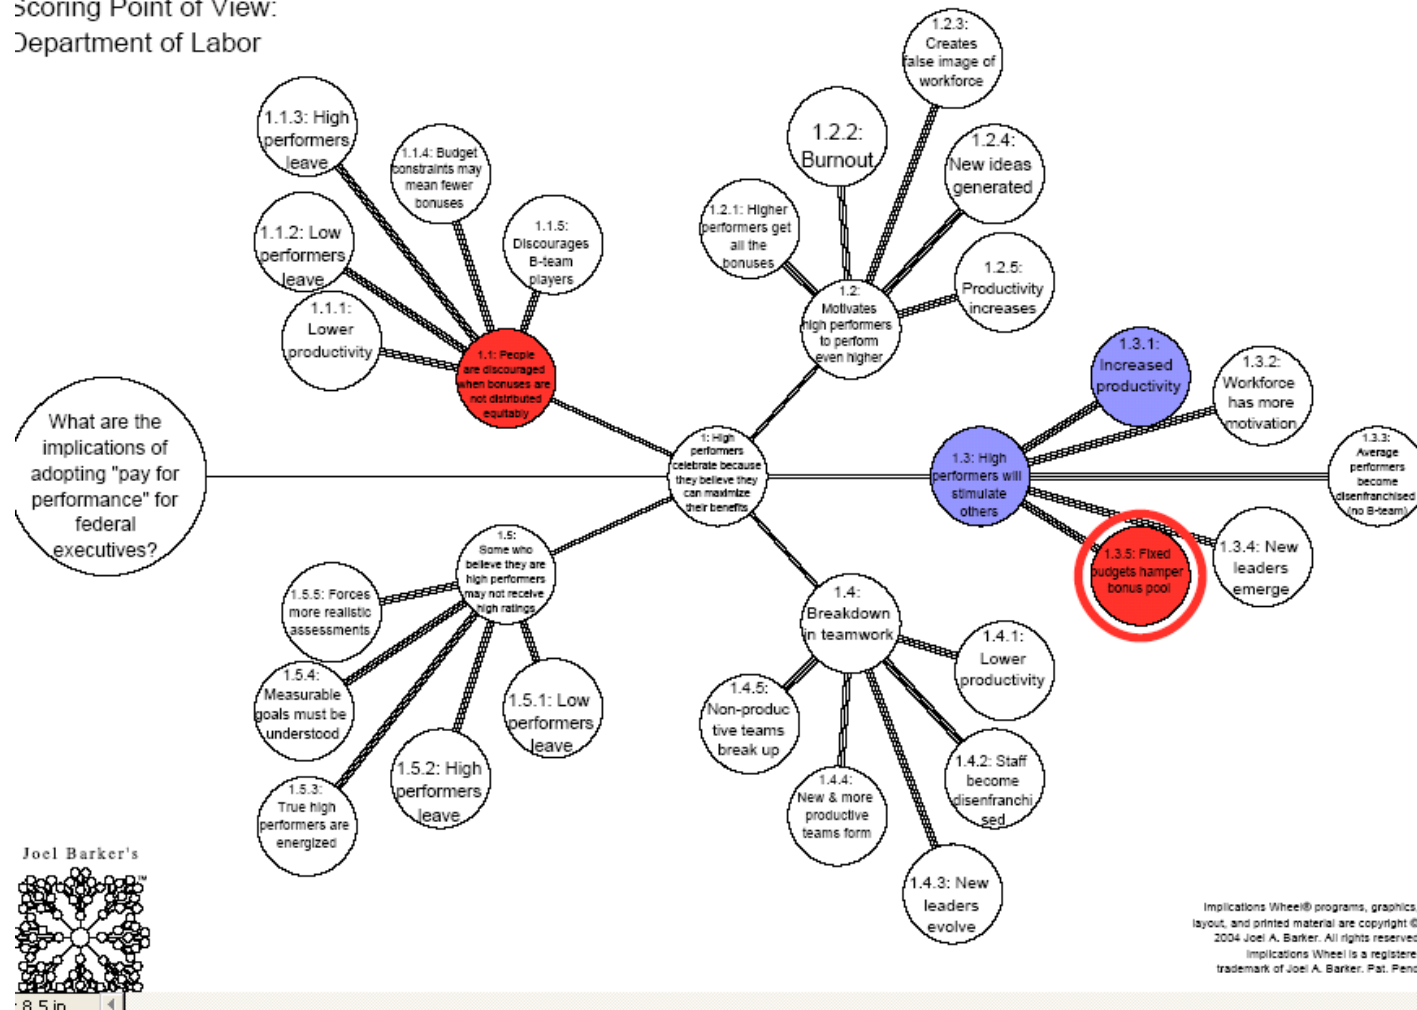 Scoring Point of View:
Department of Labor
What are the
implications of
adopting "pay for
performance" for
federal
executives?
1: High
performers
celebrate because
they believe they
can maximize
their benefits
1.1: People
are discouraged
when bonuses are
not distributed
equitably
1.1.1:
Lower
productivity
1.1.2: Low
performers
leave
1.1.3: High
performers
leave
1.1.4: Budget
constraints may
mean fewer
bonuses
1.1.5:
Discourages
B-team
players
1.2:
Motivates
high performers
to perform
even higher
1.2.1: Higher
performers get
all the
bonuses
1.2.2:
Burnout
1.2.3:
Creates
false image of
workforce
1.2.4:
New ideas
generated
1.2.5:
Productivity
increases
1.3: High
performers will
stimulate
others
1.3.1:
Increased
productivity
1.3.2:
Workforce
has more
motivation
1.3.3:
Average
performers
become
disenfranchised
(no B-team)
1.3.4: New
leaders
emerge
1.3.5: Fixed
budgets hamper
bonus pool
1.4:
Breakdown
in teamwork
1.4.1:
Lower
productivity
1.4.2: Staff
become
disenfranchi
sed
1.4.3: New
leaders
evolve
1.4.4:
New & more
productive
teams form
1.4.5:
Non-produc
tive teams
break up
1.5:
Some who
believe they are
high performers
may not receive
high ratings
1.5.1: Low
performers
leave
1.5.2: High
performers
leave
1.5.3:
True high
performers are
energized
1.5.4:
Measurable
goals must be
understood
1.5.5: Forces
more realistic
assessments
Joel Barker's
TM
Implications Wheel® programs, graphics,
layout, and printed material are copyright ©
2004 Joel A. Barker. All rights reserved
Implications Wheel is a registere
trademark of Joel A. Barker. Pat. Pend
8.5 in